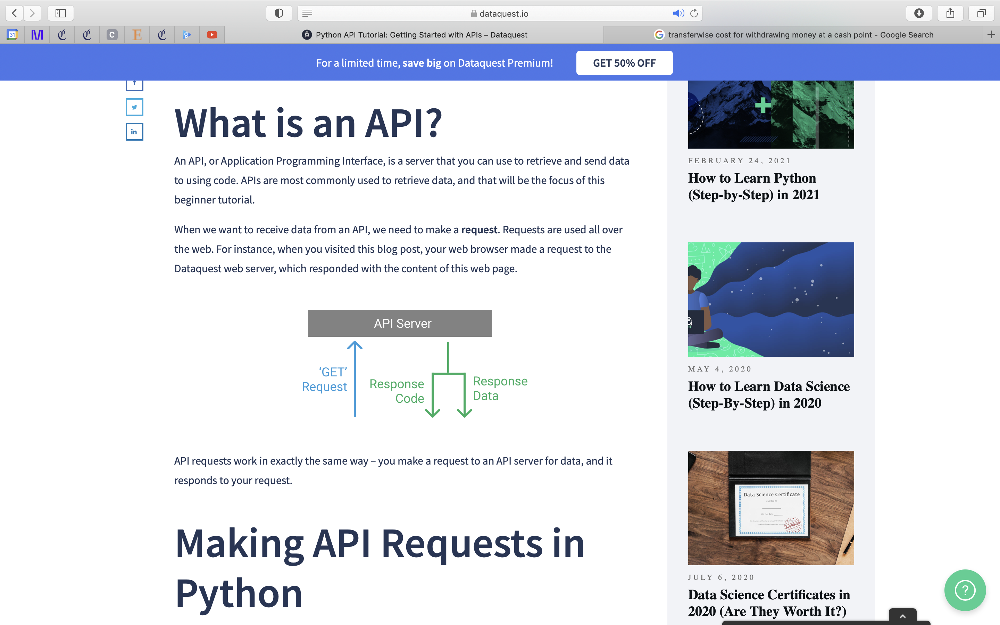 dataquest.io
31
C
E
Python API Tutorial: Getting Started with APIs – Dataquest
transferwise cost for withdrawing money at a cash point - Google Search
For a limited time, save big on Dataquest Premium!
GET 50% OFF
in
What is an API?
An API, or Application Programming Interface, is a server that you can use to retrieve and send data
to using code. APIs are most commonly used to retrieve data, and that will be the focus of this
beginner tutorial.
When we want to receive data from an API, we need to make a request. Requests are used all over
the web. For instance, when you visited this blog post, your web browser made a request to the
Dataquest web server, which responded with the content of this web page.
API Server
‘GET’
Request
Response
Code
Response
Data
API requests work in exactly the same way – you make a request to an API server for data, and it
responds to your request.
Making API Requests in
Python
FEBRUARY 24, 2021
How to Learn Python
(Step-by-Step) in 2021
MAY 4, 2020
How to Learn Data Science
(Step-By-Step) in 2020
Data Science Certificate
awarded to
On this date
APPROVED
JULY 6, 2020
Data Science Certificates in
2020 (Are They Worth It?)